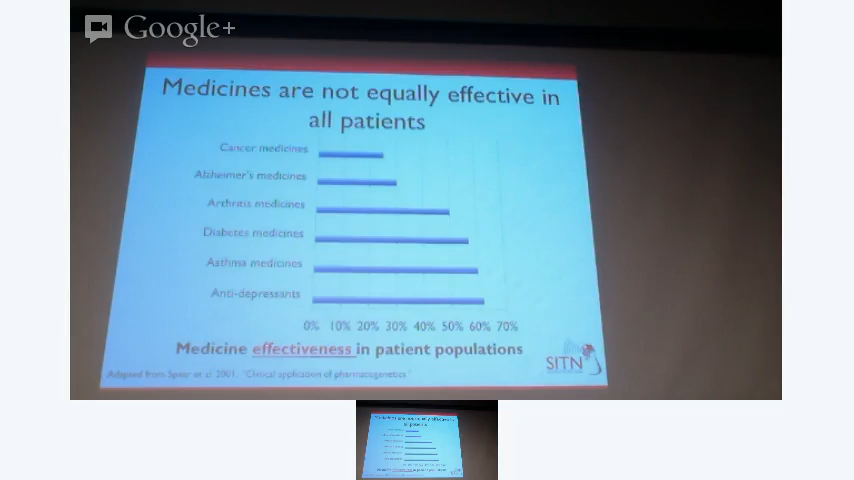 Google+
Medicines are not equally effective in
all patients
Cancer medicines
Alzheimer's medicines
Arthritis medicines
Diabetes medicines
Asthma medicines
Anti-depressants
0% 10% 20% 30% 40% 50% 60% 70%
Medicine effectiveness in patient populations
SITN
Adapted from Spear et al 2001, "Clinical application of pharmacogenetics."